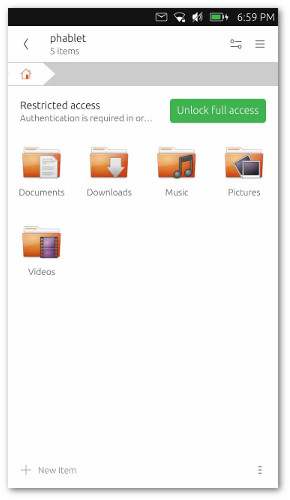 6:59 PM
phablet
5 items
Restricted access
Authentication is required in or...
Unlock full access
Documents
Downloads
Music
Pictures
Videos
New Item